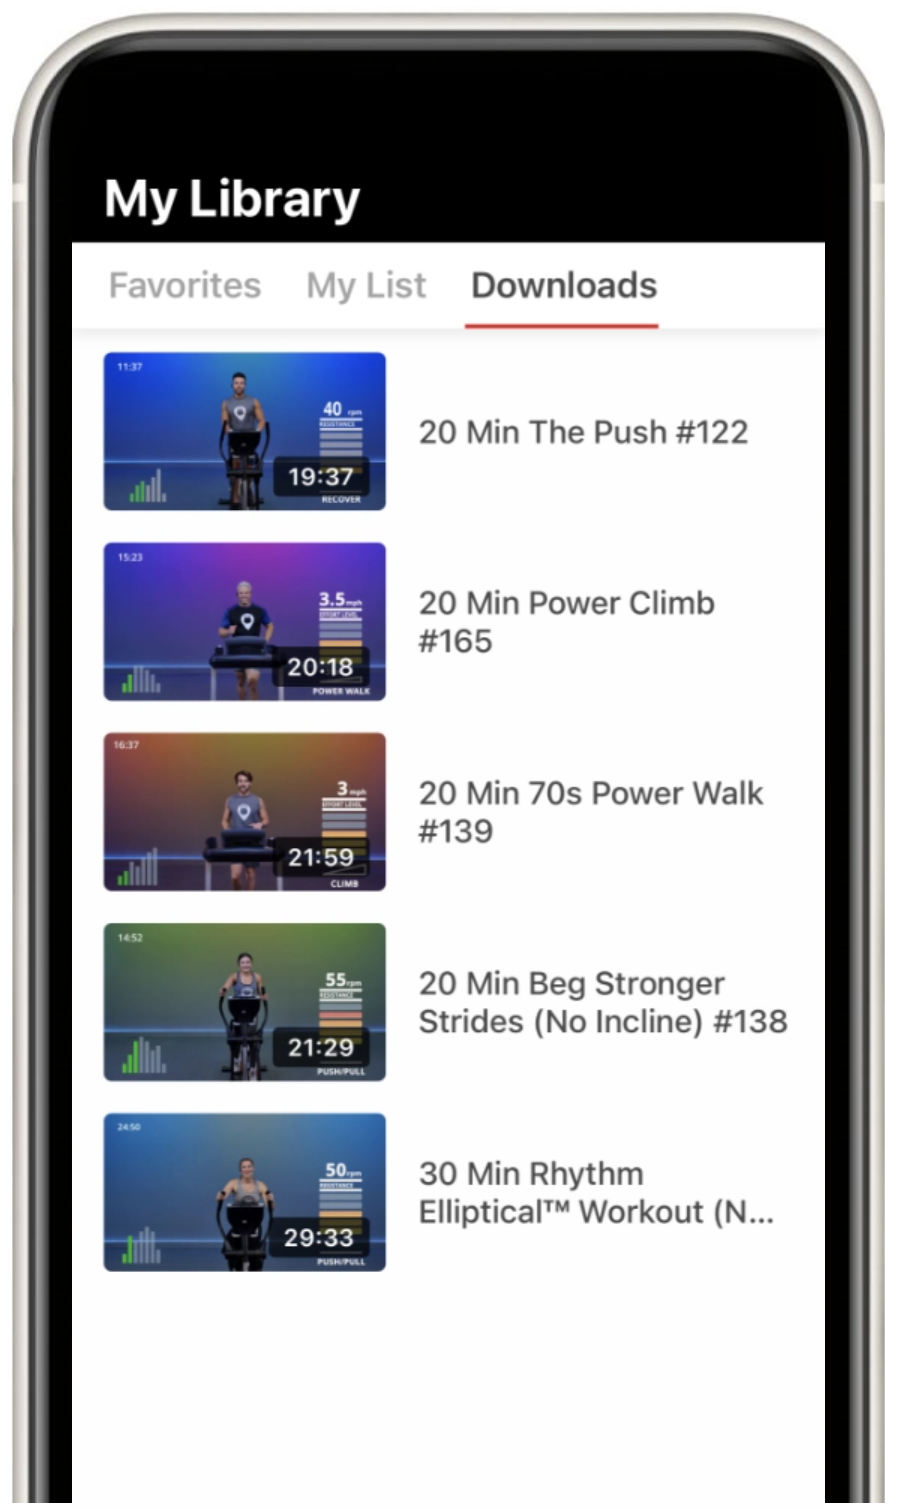 My Library
Favorites My List Downloads
11:37
40 rpm
RESISTANCE
19:37
RECOVER
20 Min The Push #122
15:23
3.5 mph
EFFORT LEVEL
20:18
POWER WALK
20 Min Power Climb
#165
16:37
3 mph
EFFORT LEVEL
21:59
CLIMB
20 Min 70s Power Walk
#139
14:52
55 rpm
RESISTANCE
21:29
PUSH/PULL
20 Min Beg Stronger
Strides (No Incline) #138
24:50
50 rpm
RESISTANCE
29:33
PUSH/PULL
30 Min Rhythm
Elliptical™ Workout (N...